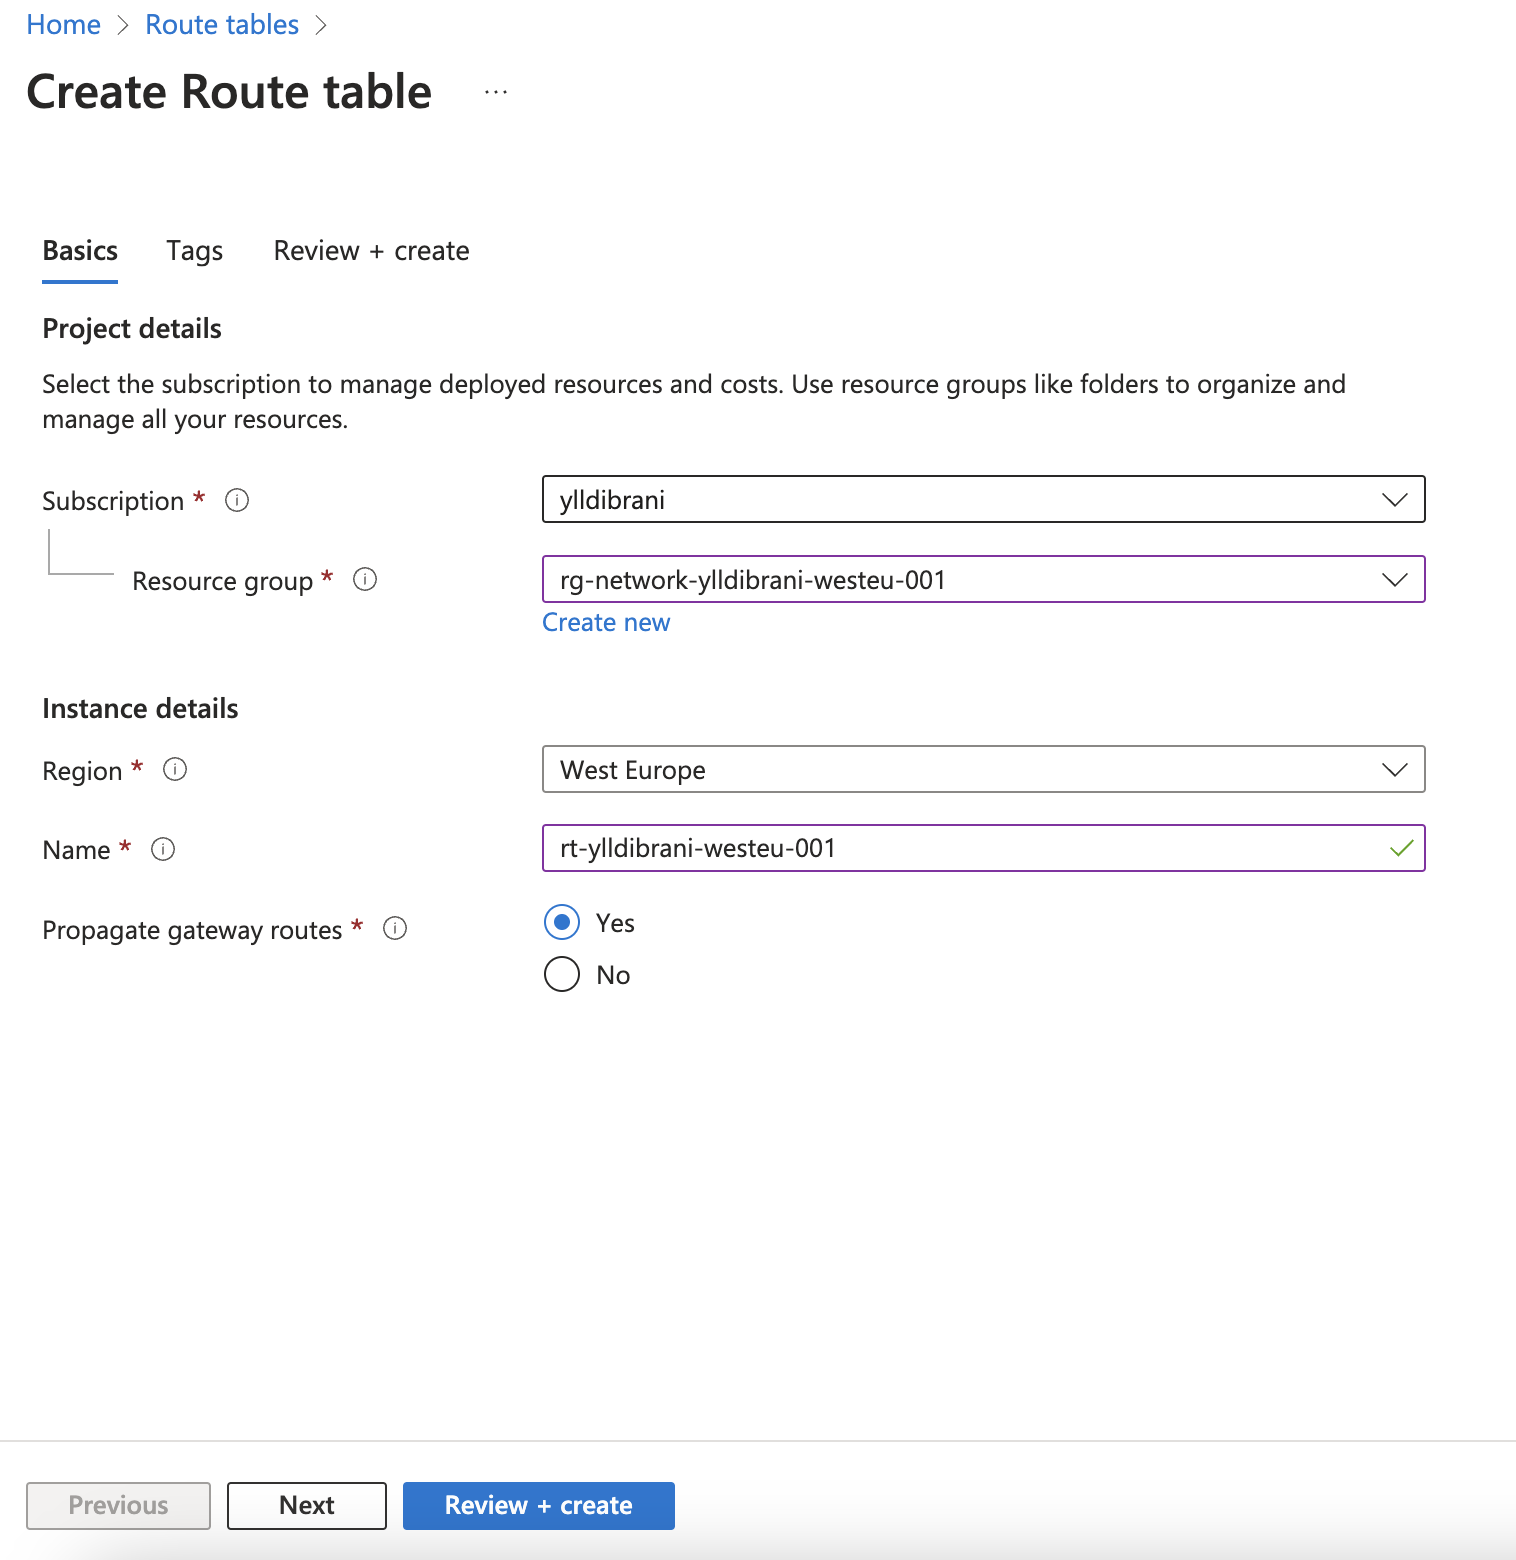 Home > Route tables >
Create Route table ...
Basics Tags Review + create
Project details
Select the subscription to manage deployed resources and costs. Use resource groups like folders to organize and
manage all your resources.
Subscription * ylldibrani
Resource group * rg-network-ylldibrani-westeu-001
Create new
Instance details
Region * West Europe
Name * rt-ylldibrani-westeu-001
Propagate gateway routes * Yes
No
Previous Next Review + create